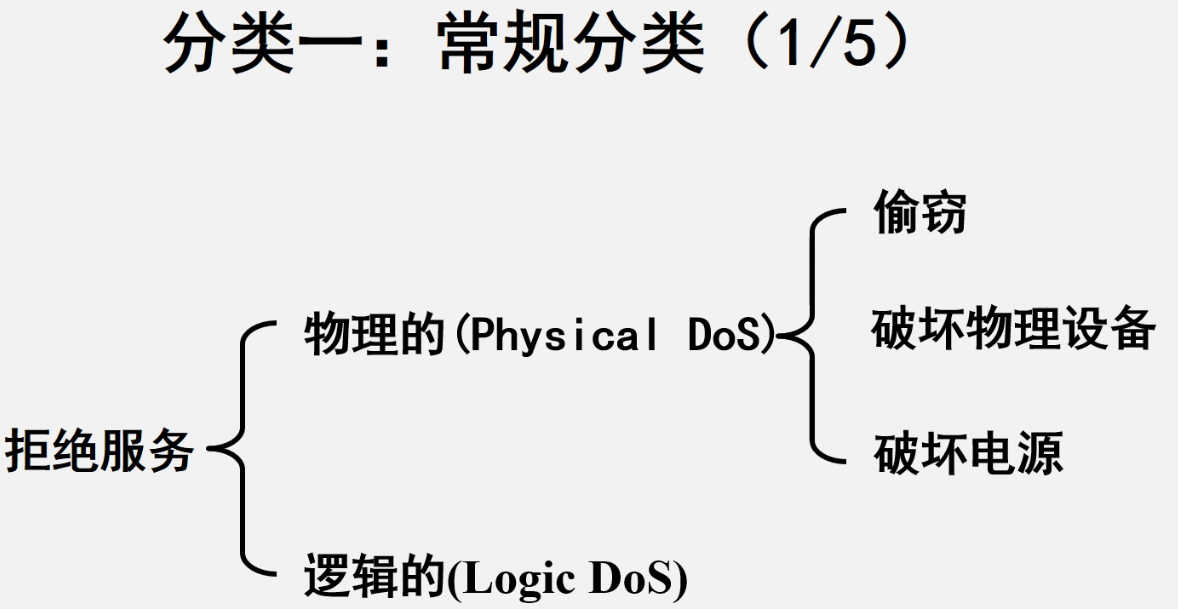 分类一：常规分类（1/5）
偷窃
物理的(Physical DoS)
破坏物理设备
拒绝服务
破坏电源
逻辑的(Logic DoS)